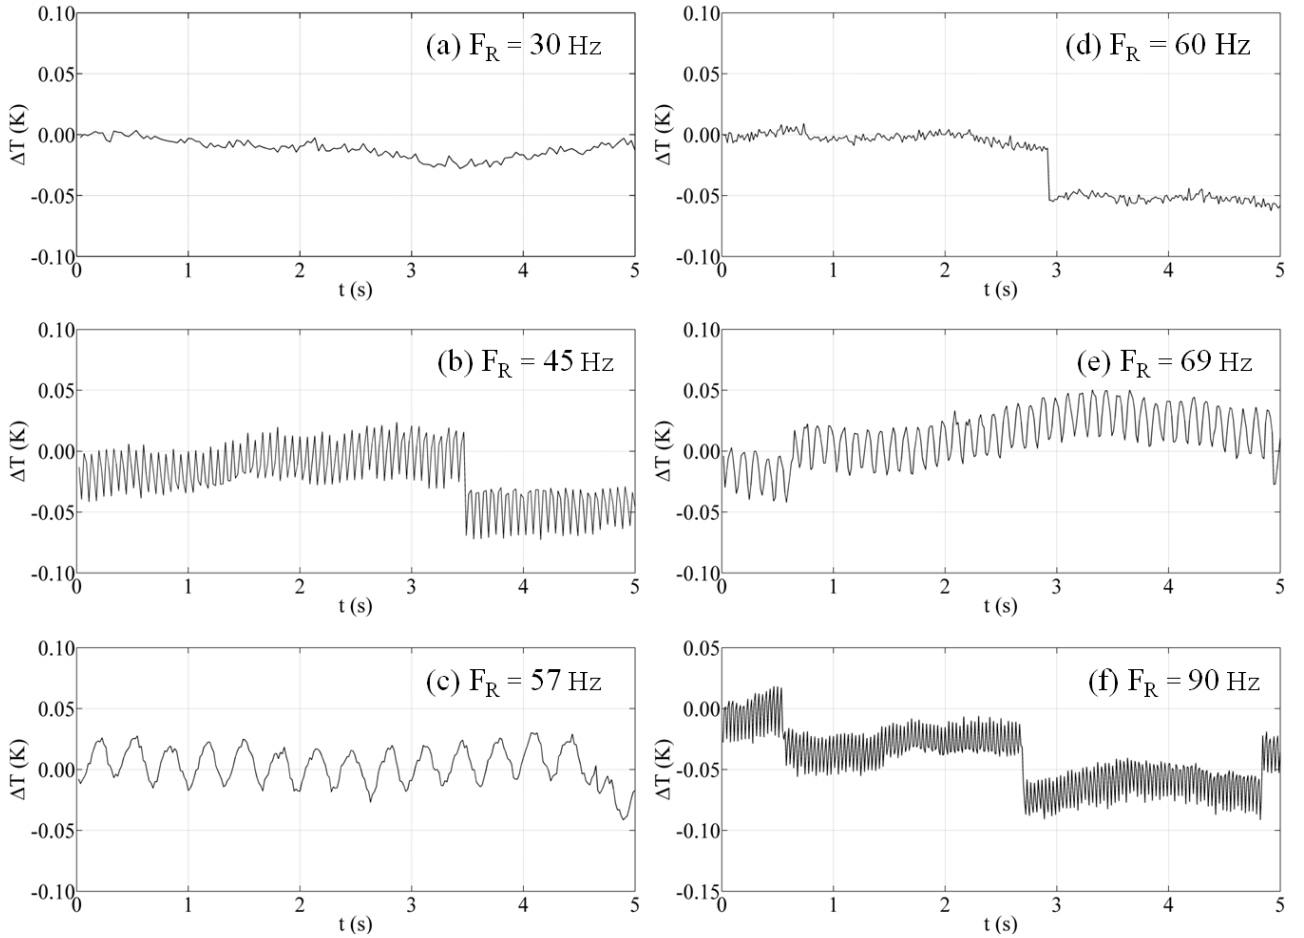 0.10
(a) F_R = 30 Hz
0.05
ΔT (K)
0.00
-0.05
-0.10
0 1 2 3 4 5
t (s)
0.10
(d) F_R = 60 Hz
0.05
ΔT (K)
0.00
-0.05
-0.10
0 1 2 3 4 5
t (s)
0.10
(b) F_R = 45 Hz
0.05
ΔT (K)
0.00
-0.05
-0.10
0 1 2 3 4 5
t (s)
0.10
(e) F_R = 69 Hz
0.05
ΔT (K)
0.00
-0.05
-0.10
0 1 2 3 4 5
t (s)
0.10
(c) F_R = 57 Hz
0.05
ΔT (K)
0.00
-0.05
-0.10
0 1 2 3 4 5
t (s)
0.05
(f) F_R = 90 Hz
0.00
ΔT (K)
-0.05
-0.10
-0.15
0 1 2 3 4 5
t (s)